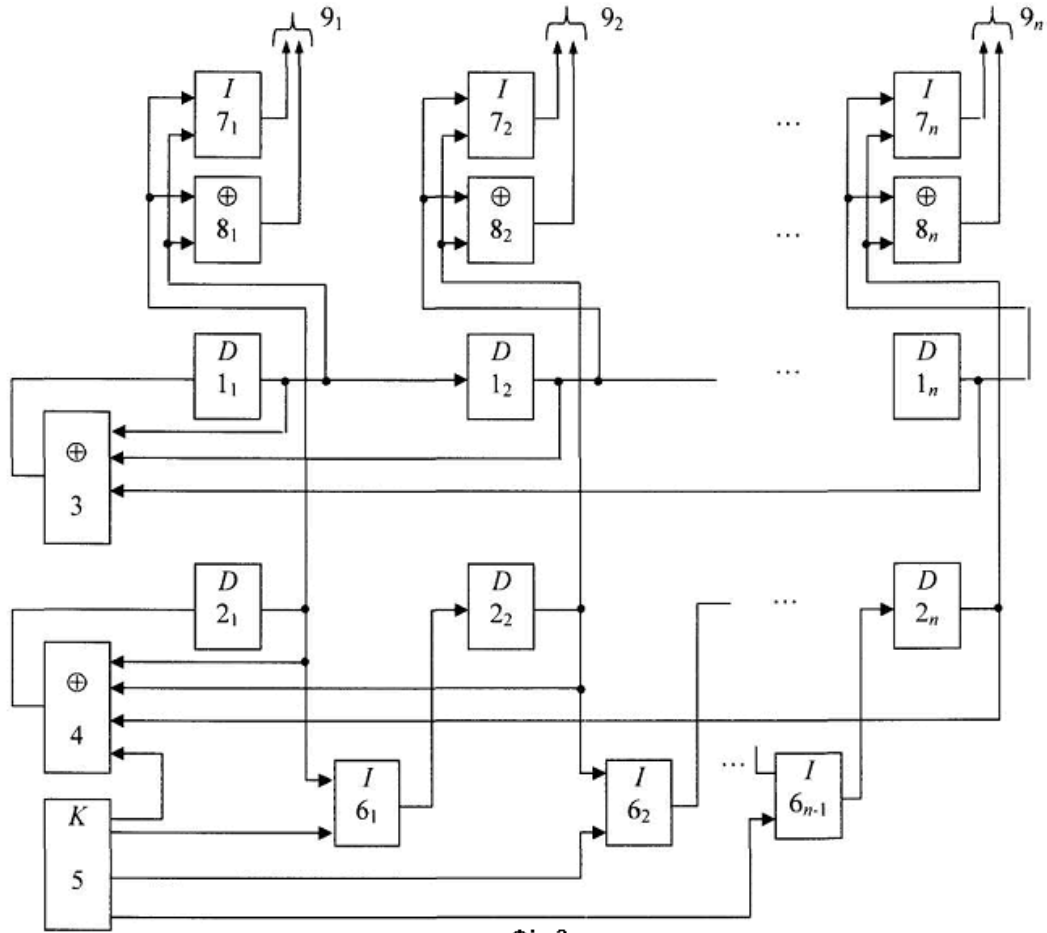 9₁ 9₂ 9ₙ
I I I
7₁ 7₂ ... 7ₙ
⊕ ⊕ ⊕
8₁ 8₂ ... 8ₙ
D D ... D
1₁ 1₂ 1ₙ
⊕
3
D D ... D
2₁ 2₂ 2ₙ
⊕
4
I I ... I
6₁ 6₂ 6ₙ₋₁
K
5